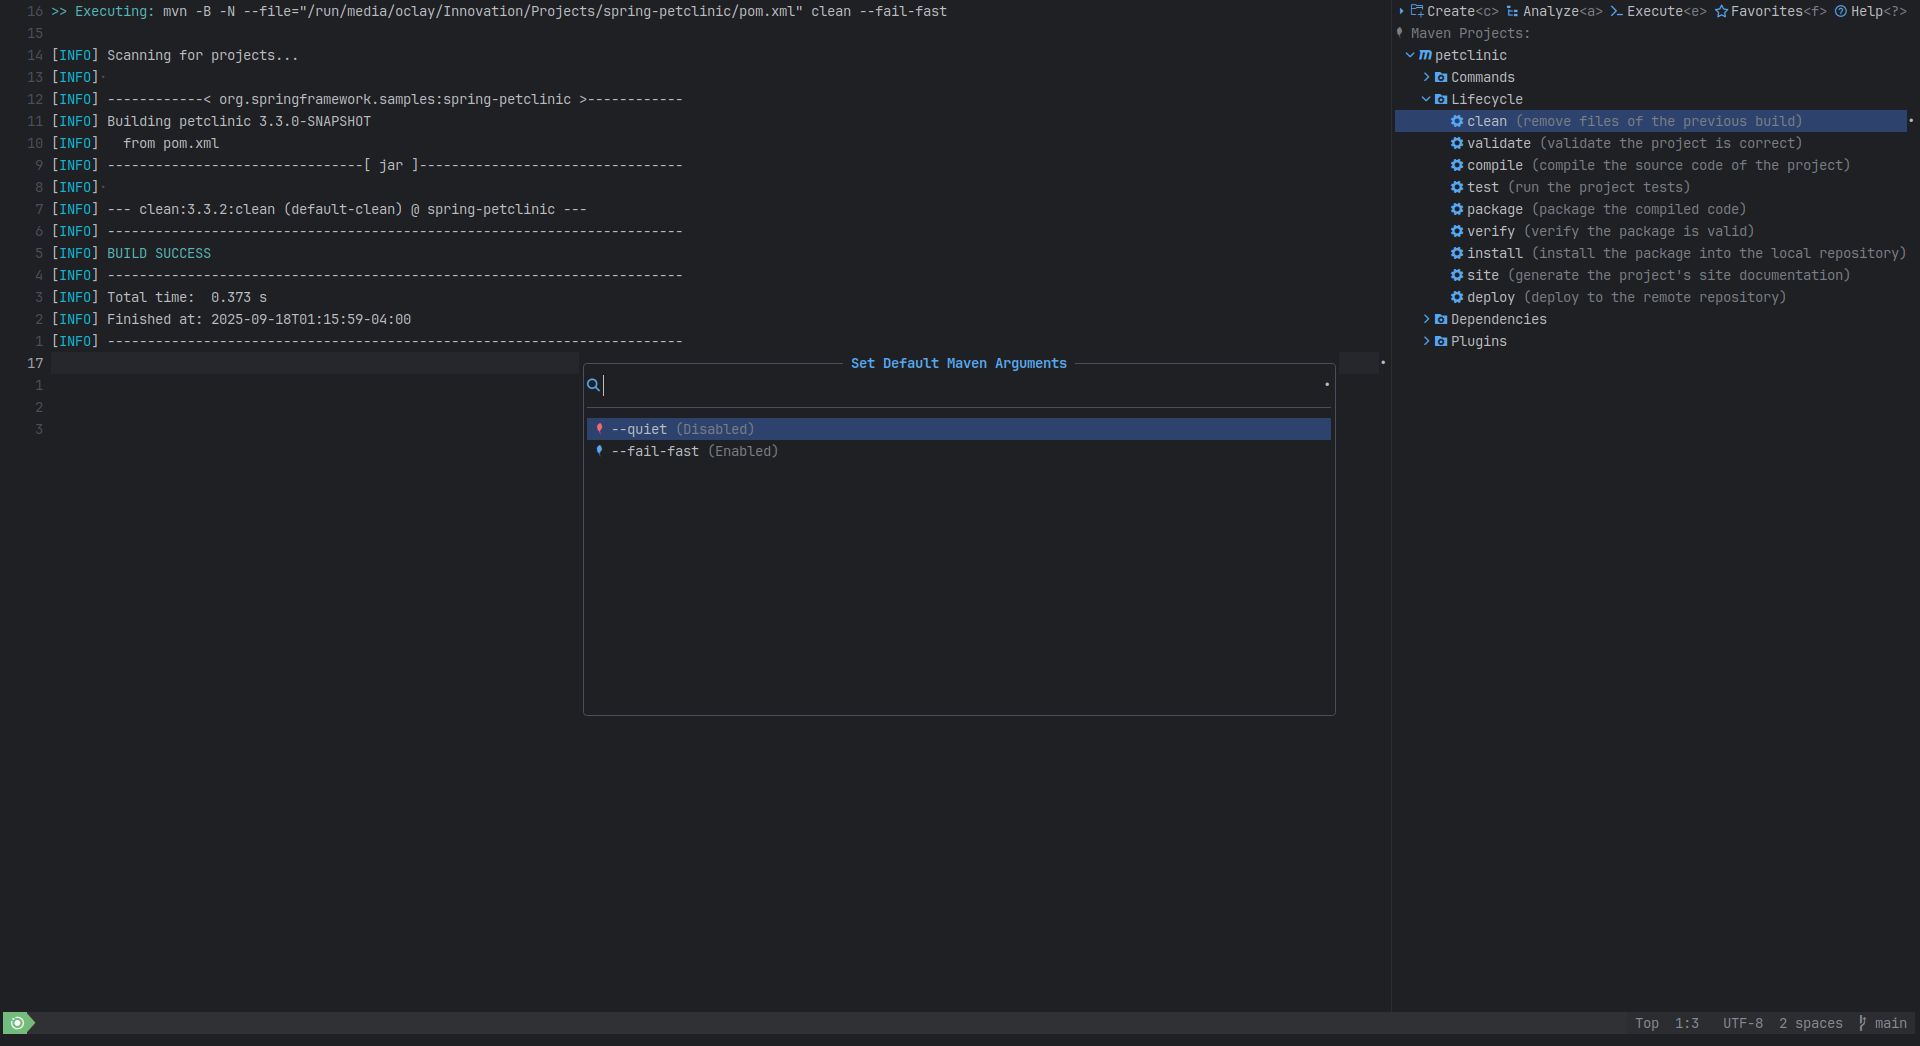 16 >> Executing: mvn -B -N --file="/run/media/oclay/Innovation/Projects/spring-petclinic/pom.xml" clean --fail-fast
15
14 [INFO] Scanning for projects...
13 [INFO]
12 [INFO] ------------< org.springframework.samples:spring-petclinic >------------
11 [INFO] Building petclinic 3.3.0-SNAPSHOT
10 [INFO]   from pom.xml
9 [INFO] --------------------------------[ jar ]---------------------------------
8 [INFO]
7 [INFO] --- clean:3.3.2:clean (default-clean) @ spring-petclinic ---
6 [INFO] ------------------------------------------------------------------------
5 [INFO] BUILD SUCCESS
4 [INFO] ------------------------------------------------------------------------
3 [INFO] Total time:  0.373 s
2 [INFO] Finished at: 2025-09-18T01:15:59-04:00
1 [INFO] ------------------------------------------------------------------------
17
1
2
3
Set Default Maven Arguments
--quiet (Disabled)
--fail-fast (Enabled)
Create<c> Analyze<a> Execute<e> Favorites<f> Help<?>
Maven Projects:
m petclinic
Commands
Lifecycle
clean (remove files of the previous build)
validate (validate the project is correct)
compile (compile the source code of the project)
test (run the project tests)
package (package the compiled code)
verify (verify the package is valid)
install (install the package into the local repository)
site (generate the project's site documentation)
deploy (deploy to the remote repository)
Dependencies
Plugins
Top 1:3 UTF-8 2 spaces main